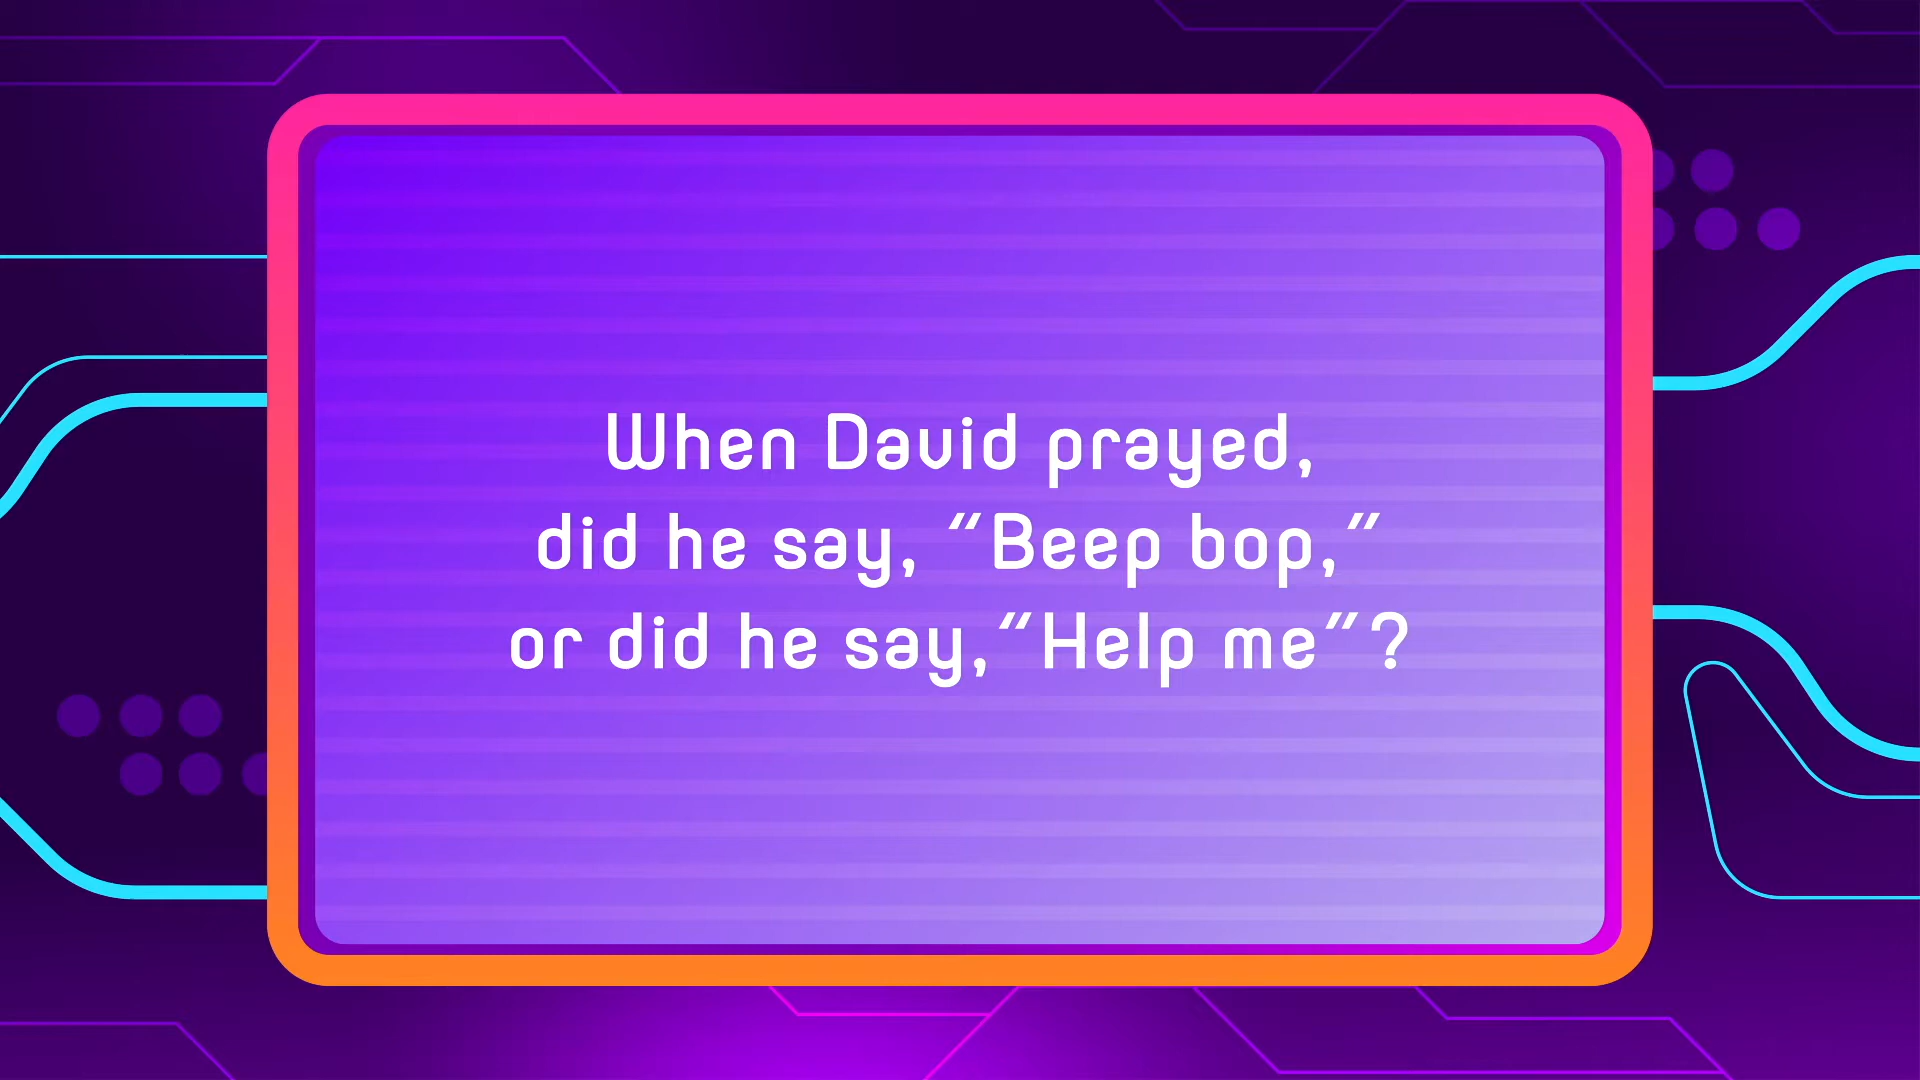 When David prayed,
did he say, "Beep bop,"
or did he say,"Help me"?